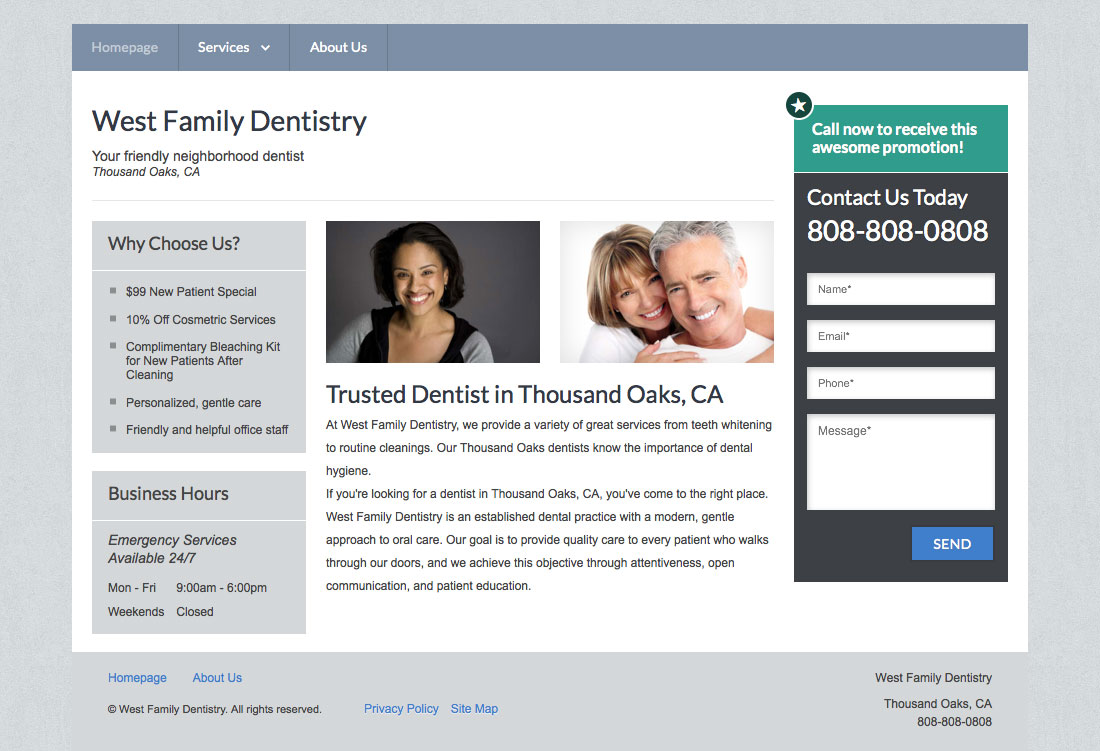 Homepage
Services
About Us
West Family Dentistry
Your friendly neighborhood dentist
Thousand Oaks, CA
Call now to receive this
awesome promotion!
Contact Us Today
808-808-0808
Name*
Email*
Phone*
Message*
SEND
Why Choose Us?
$99 New Patient Special
10% Off Cosmetric Services
Complimentary Bleaching Kit
for New Patients After
Cleaning
Personalized, gentle care
Friendly and helpful office staff
Business Hours
Emergency Services
Available 24/7
Mon - Fri 9:00am - 6:00pm
Weekends Closed
Trusted Dentist in Thousand Oaks, CA
At West Family Dentistry, we provide a variety of great services from teeth whitening
to routine cleanings. Our Thousand Oaks dentists know the importance of dental
hygiene.
If you're looking for a dentist in Thousand Oaks, CA, you've come to the right place.
West Family Dentistry is an established dental practice with a modern, gentle
approach to oral care. Our goal is to provide quality care to every patient who walks
through our doors, and we achieve this objective through attentiveness, open
communication, and patient education.
Homepage About Us
© West Family Dentistry. All rights reserved. Privacy Policy Site Map
West Family Dentistry
Thousand Oaks, CA
808-808-0808